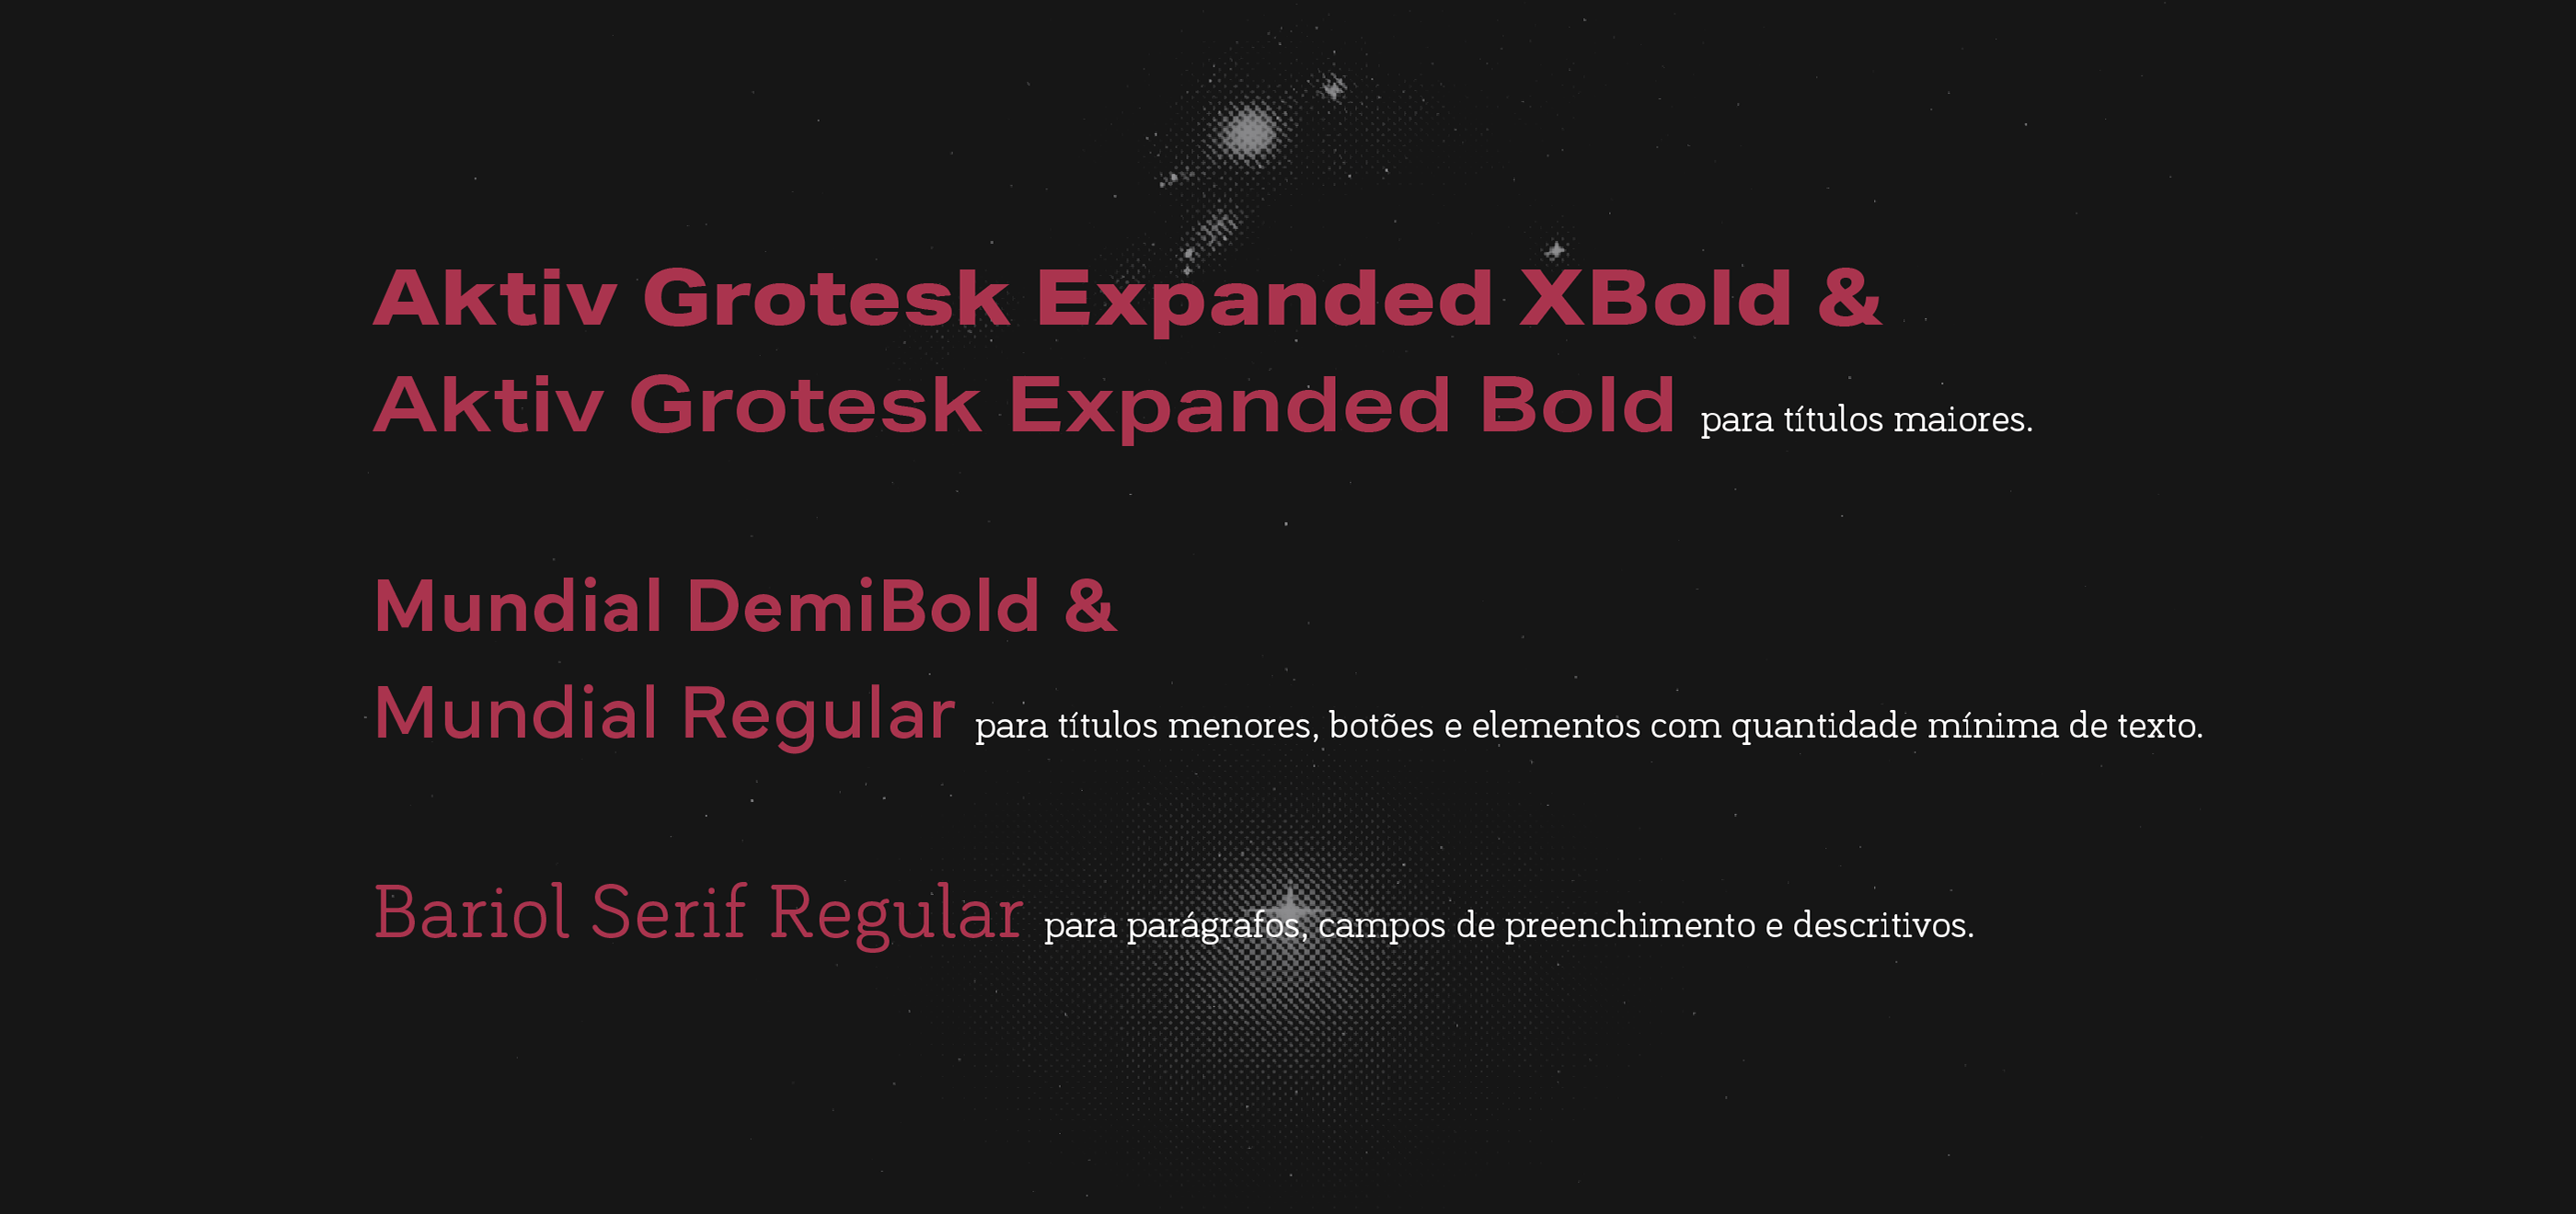 Aktiv Grotesk Expanded XBold &
Aktiv Grotesk Expanded Bold para títulos maiores.
Mundial DemiBold &
Mundial Regular para títulos menores, botões e elementos com quantidade mínima de texto.
Bariol Serif Regular para parágrafos, campos de preenchimento e descritivos.